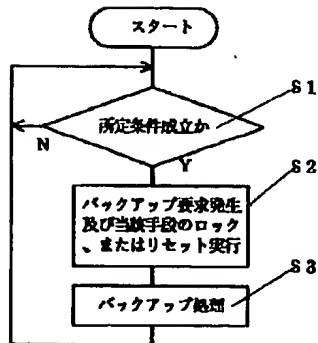 スタート
S1
所定条件成立か
N
Y
S2
バックアップ要求発生
及び当該手段のロック
、またはリセット実行
S3
バックアップ処理